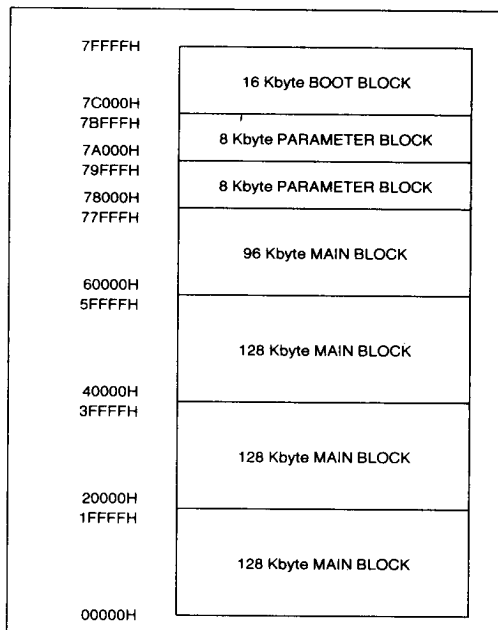 7FFFFH
16 Kbyte BOOT BLOCK
7C000H
7BFFFH
8 Kbyte PARAMETER BLOCK
7A000H
79FFFH
8 Kbyte PARAMETER BLOCK
78000H
77FFFH
96 Kbyte MAIN BLOCK
60000H
5FFFFH
128 Kbyte MAIN BLOCK
40000H
3FFFFH
128 Kbyte MAIN BLOCK
20000H
1FFFFH
128 Kbyte MAIN BLOCK
00000H